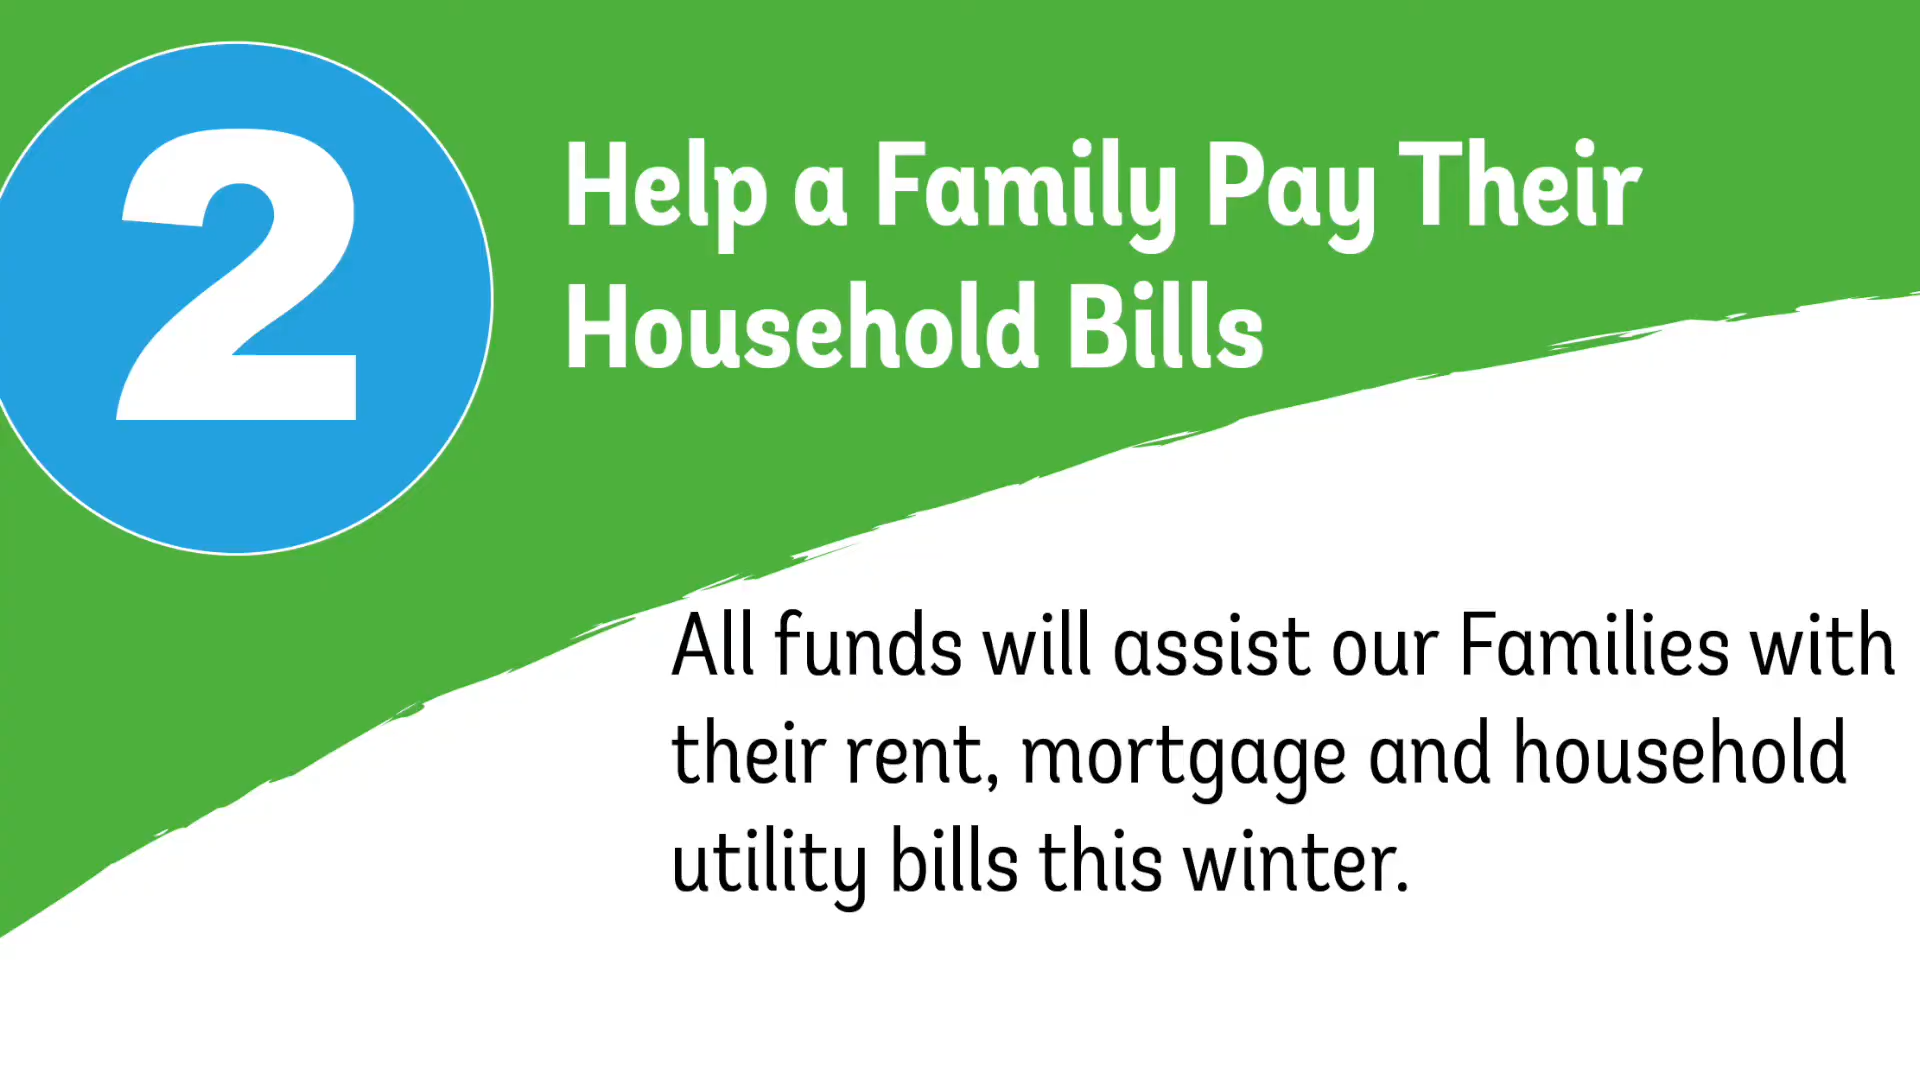 2
Help a Family Pay Their
Household Bills
All funds will assist our Families with
their rent, mortgage and household
utility bills this winter.